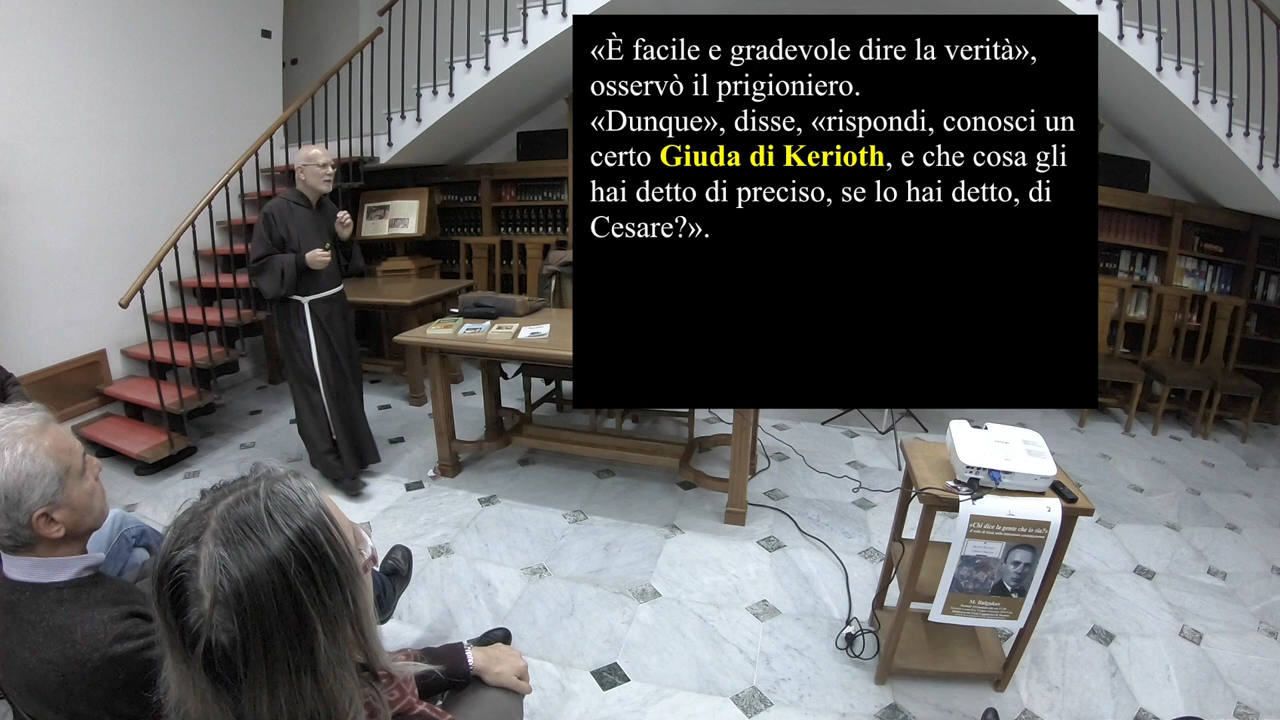 «È facile e gradevole dire la verità»,
osservò il prigioniero.
«Dunque», disse, «rispondi, conosci un
certo Giuda di Kerioth, e che cosa gli
hai detto di preciso, se lo hai detto, di
Cesare?».
«Chi dice la gente che io sia?»
M. Bulgakov